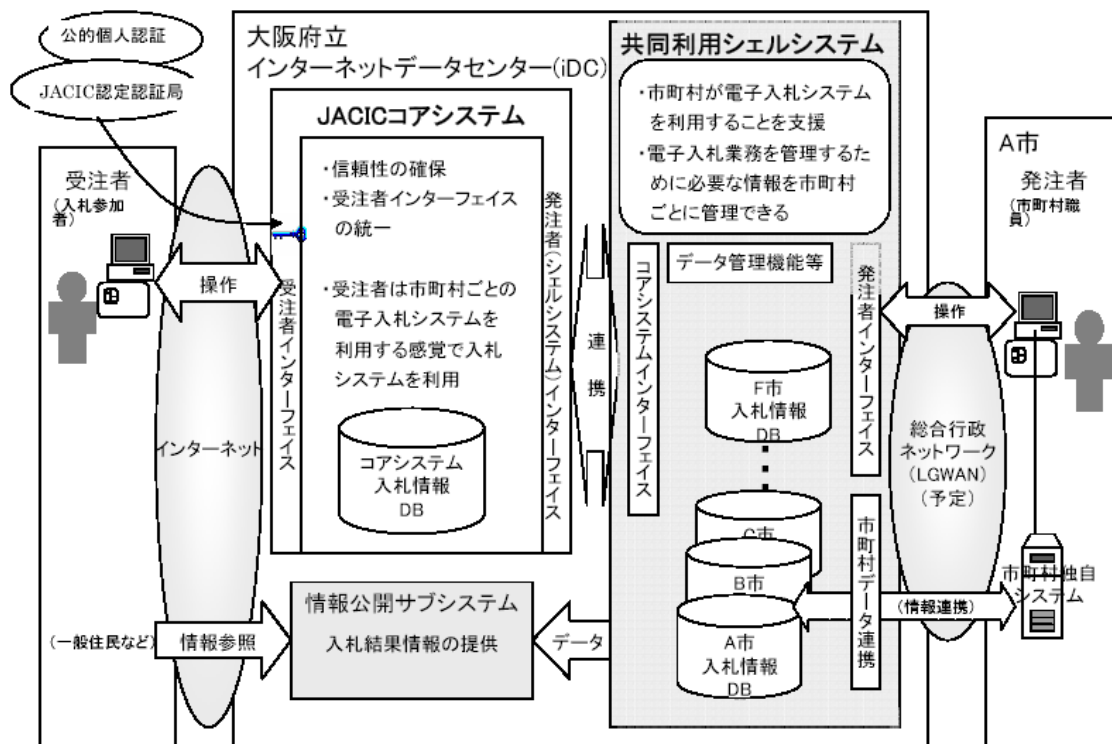 公的個人認証
JACIC認定認証局
受注者
(入札参加
者)
操作
インターネット
(一般住民など)
情報参照
大阪府立
インターネットデータセンター(iDC)
JACICコアシステム
・信頼性の確保
・受注者インターフェイス
の統一
・受注者は市町村ごとの
電子入札システムを
利用する感覚で入札
システムを利用
受注者インターフェイス
発注者(シェルシステム)インターフェイス
コアシステム
入札情報
DB
情報公開サブシステム
入札結果情報の提供
データ
連携
共同利用シェルシステム
・市町村が電子入札システム
を利用することを支援
・電子入札業務を管理するた
めに必要な情報を市町村
ごとに管理できる
コアシステムインターフェイス
データ管理機能等
発注者インターフェイス
F市
入札情報
DB
C市
B市
A市
入札情報
DB
市町村データ連携
操作
総合行政
ネットワーク
(LGWAN)
(予定)
(情報連携)
A市
発注者
(市町村職
員)
市町村独自
システム